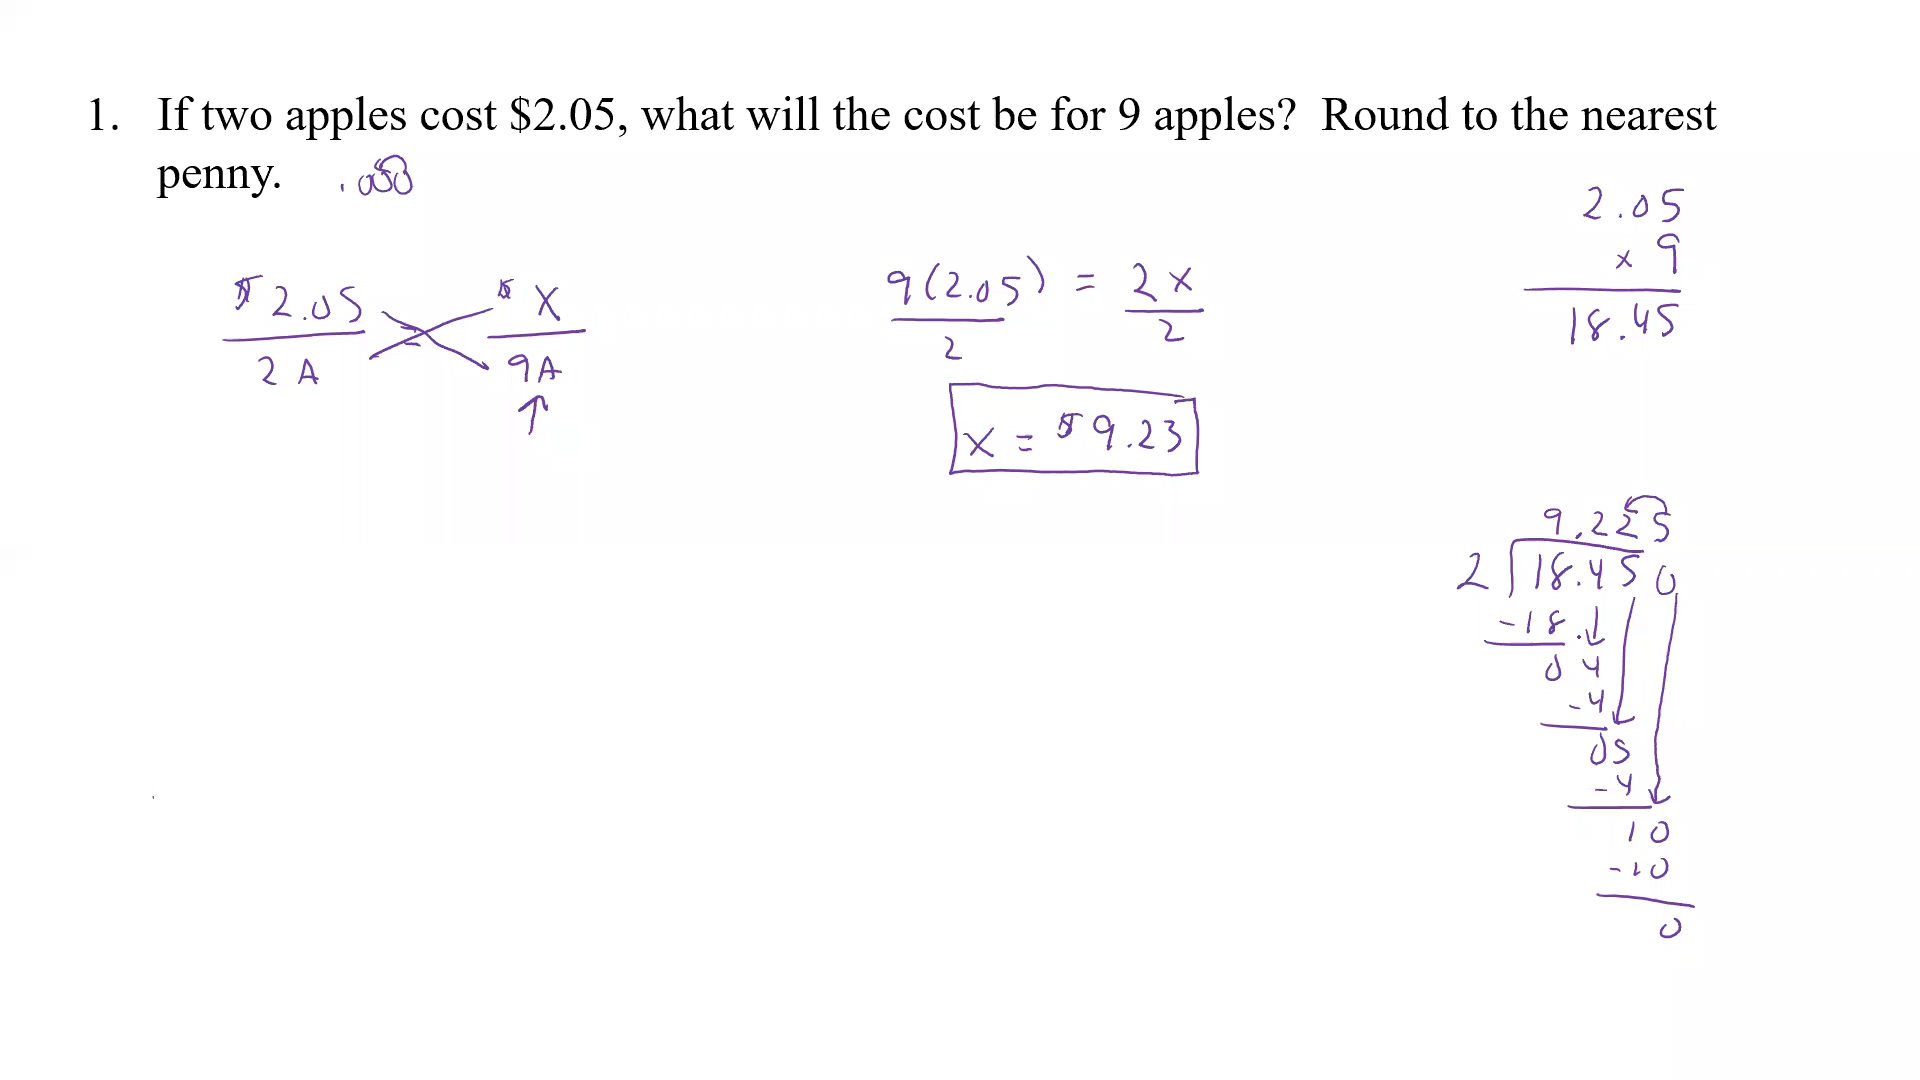 1. If two apples cost $2.05, what will the cost be for 9 apples? Round to the nearest
penny.
$2.05
2 A
=
$ X
9A
9(2.05) = 2x
2 2
x = $9.23
2.05
x 9
18.45
9.225
2 18.450
-18.
04
-4
05
-4
10
-10
0